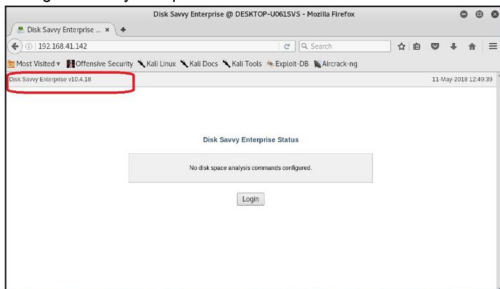 Disk Savvy Enterprise @ DESKTOP-U061SVS - Mozilla Firefox
Disk Savvy Enterprise ...
192.168.41.142
Search
Most Visited
Offensive Security
Kali Linux
Kali Docs
Kali Tools
Exploit-DB
Aircrack-ng
Disk Savvy Enterprise v10.4.18
11-May-2018 12:49:39
Disk Savvy Enterprise Status
No disk space analysis commands configured.
Login